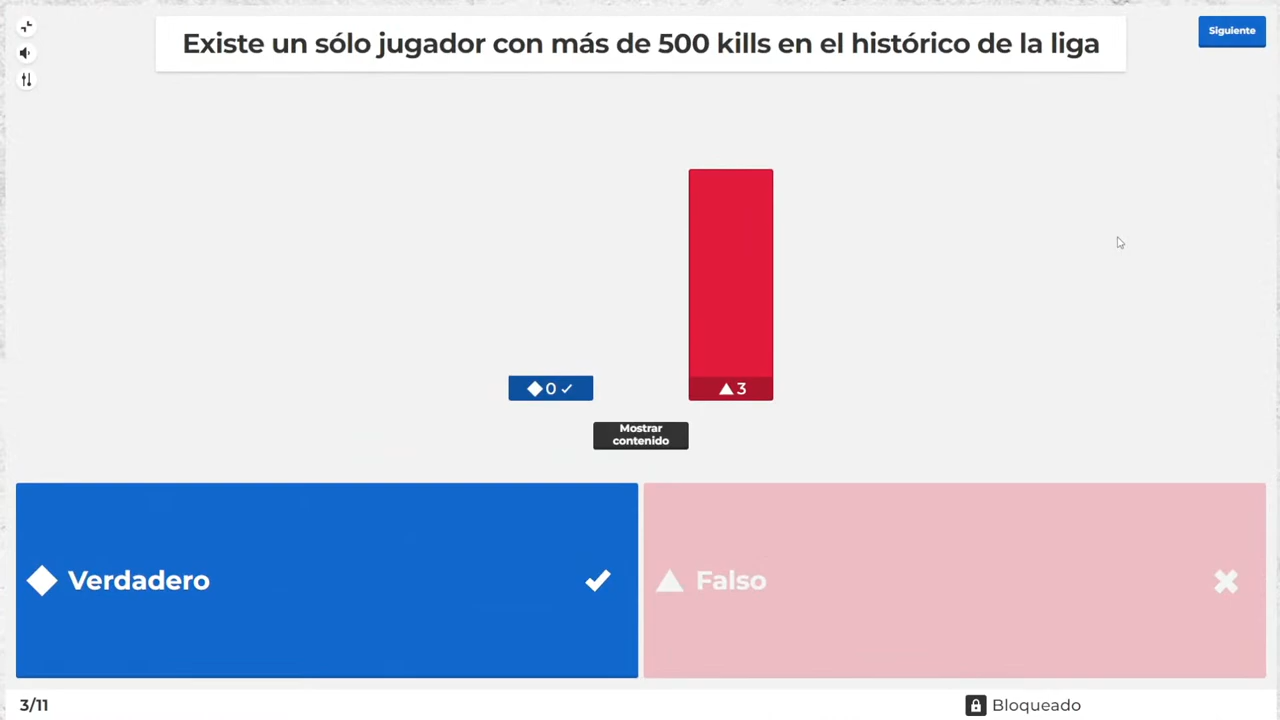 Existe un sólo jugador con más de 500 kills en el histórico de la liga
Siguiente
0
3
Mostrar
contenido
Verdadero
Falso
3/11
Bloqueado